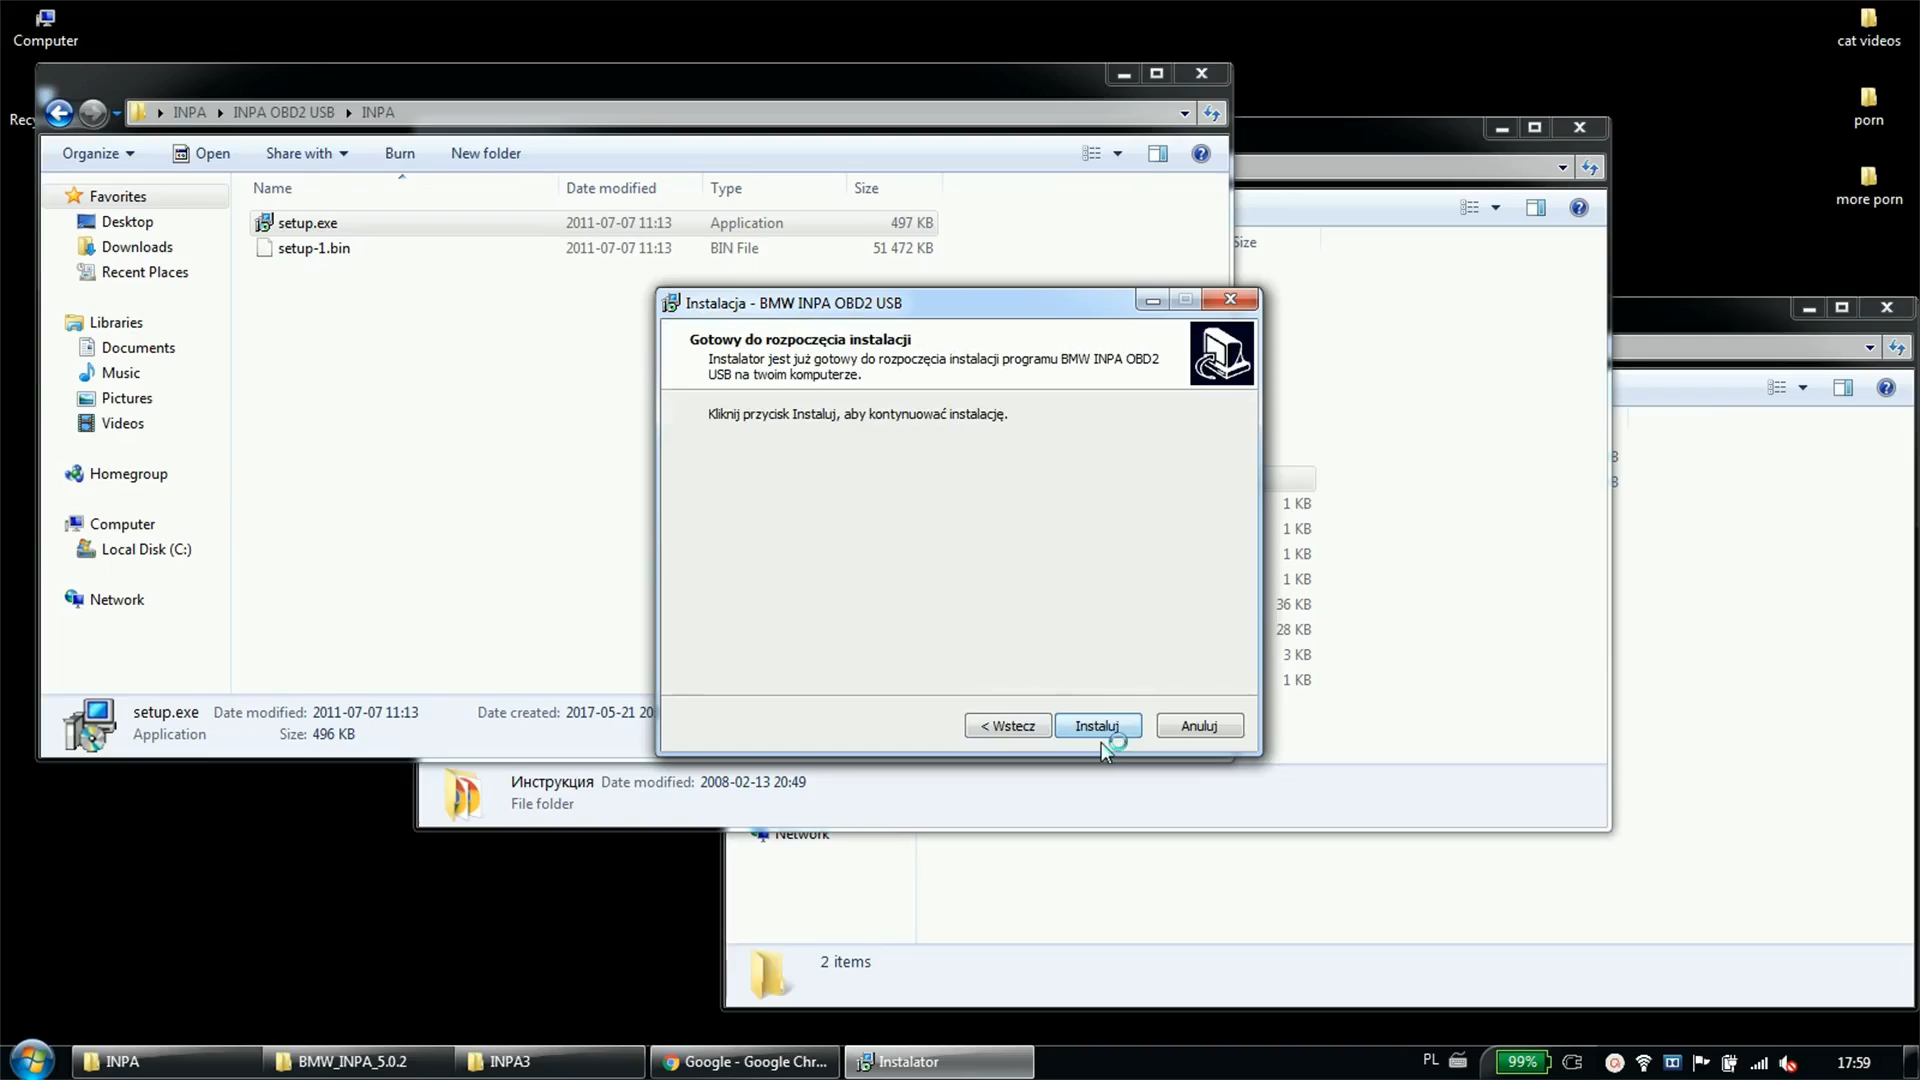 Computer
cat videos
Recy
porn
more porn
INPA
INPA OBD2 USB
INPA
Organize
Open
Share with
Burn
New folder
Name
Date modified
Type
Size
setup.exe
2011-07-07 11:13
Application
497 KB
setup-1.bin
2011-07-07 11:13
BIN File
51 472 KB
Favorites
Desktop
Downloads
Recent Places
Libraries
Documents
Music
Pictures
Videos
Homegroup
Computer
Local Disk (C:)
Network
Size
1 KB
1 KB
1 KB
1 KB
36 KB
28 KB
3 KB
1 KB
Instalacja - BMW INPA OBD2 USB
Gotowy do rozpoczęcia instalacji
Instalator jest już gotowy do rozpoczęcia instalacji programu BMW INPA OBD2
USB na twoim komputerze.
Kliknij przycisk Instaluj, aby kontynuować instalację.
< Wstecz
Instaluj
Anuluj
setup.exe
Date modified: 2011-07-07 11:13
Date created: 2017-05-21 20
Application
Size: 496 KB
Инструкция
Date modified: 2008-02-13 20:49
File folder
Network
2 items
INPA
BMW_INPA_5.0.2
INPA3
Google - Google Chr...
Instalator
PL
99%
17:59